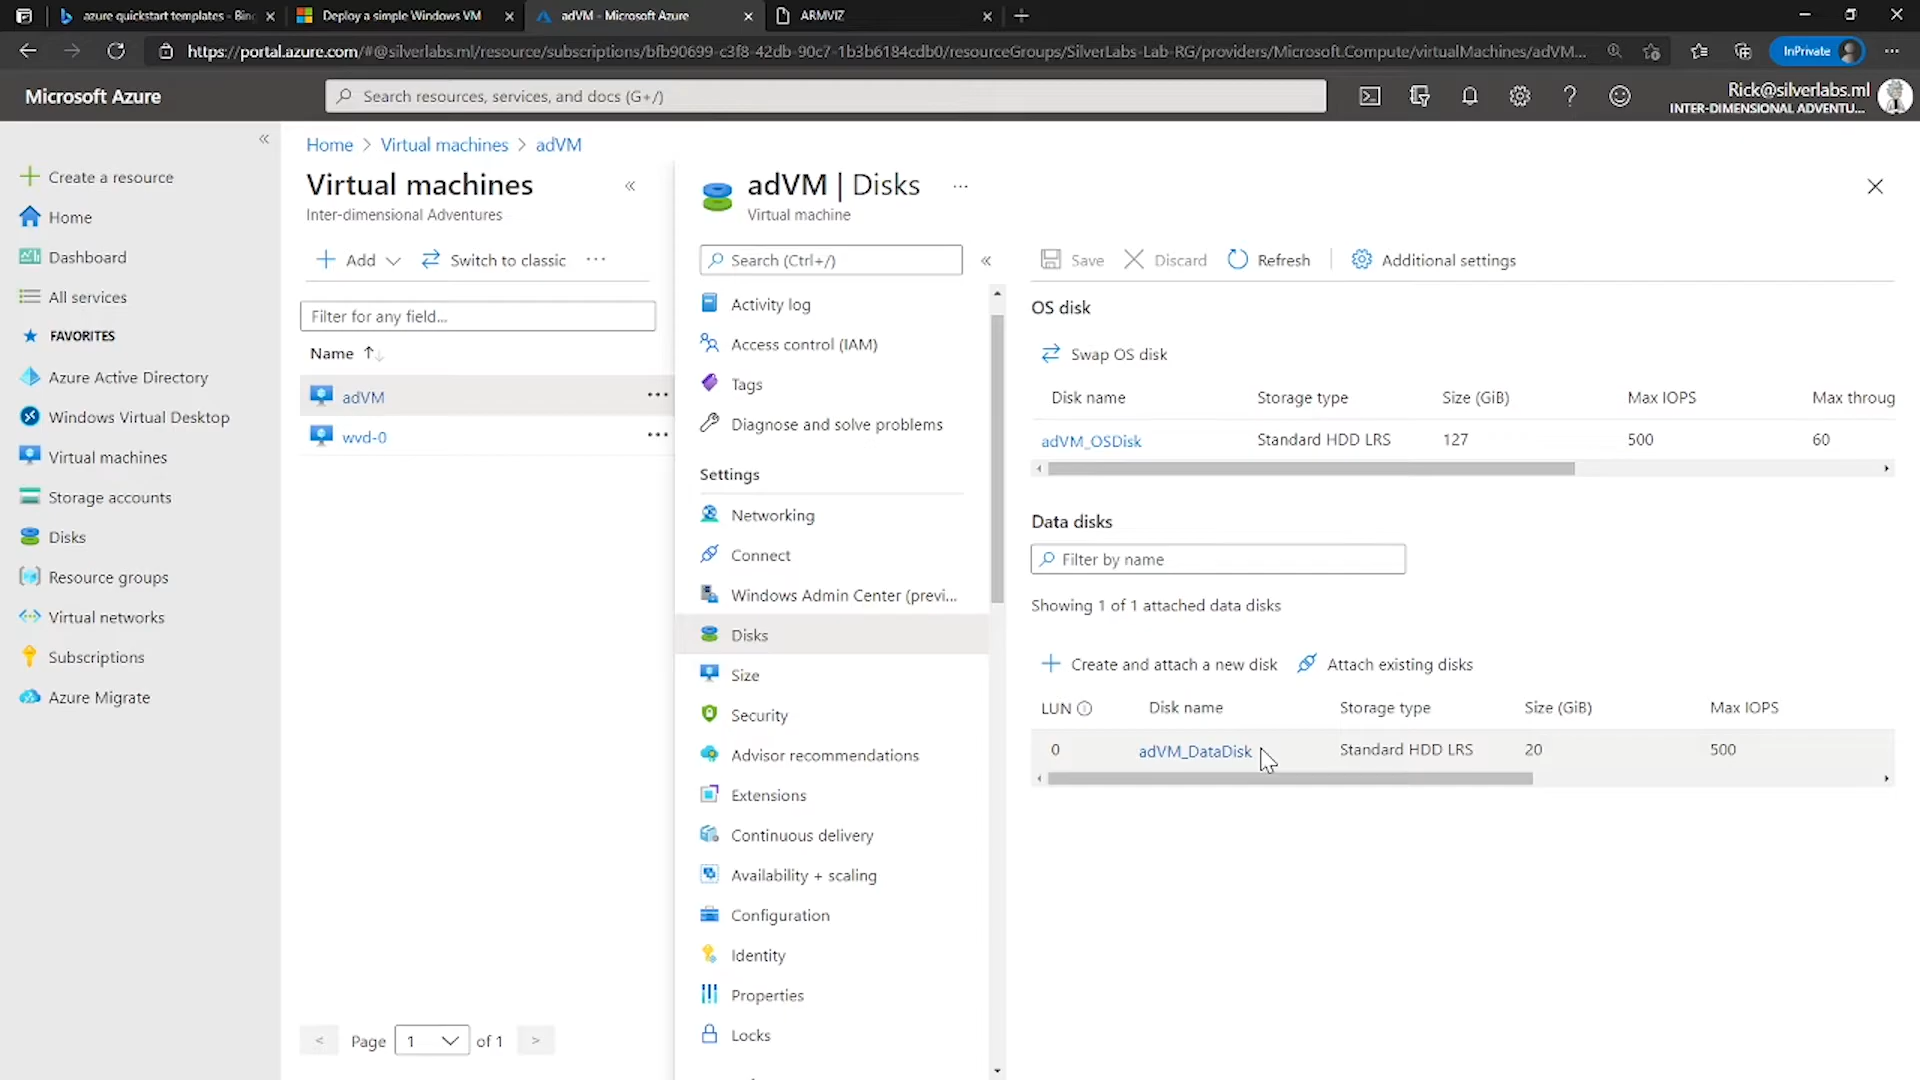 azure quickstart templates - Bing
Deploy a simple Windows VM
adVM - Microsoft Azure
ARMVIZ
https://portal.azure.com/#@silverlabs.ml/resource/subscriptions/bfb90699-c3f8-42db-90c7-1b3b6184cdb0/resourceGroups/SilverLabs-Lab-RG/providers/Microsoft.Compute/virtualMachines/adVM...
InPrivate
Microsoft Azure
Search resources, services, and docs (G+/)
Rick@silverlabs.ml
INTER-DIMENSIONAL ADVENTU...
Create a resource
Home
Dashboard
All services
FAVORITES
Azure Active Directory
Windows Virtual Desktop
Virtual machines
Storage accounts
Disks
Resource groups
Virtual networks
Subscriptions
Azure Migrate
Home > Virtual machines > adVM
Virtual machines
Inter-dimensional Adventures
Add
Switch to classic
Filter for any field...
Name
adVM
wvd-0
Page 1 of 1
adVM | Disks
Virtual machine
Search (Ctrl+/)
Activity log
Access control (IAM)
Tags
Diagnose and solve problems
Settings
Networking
Connect
Windows Admin Center (previ...
Disks
Size
Security
Advisor recommendations
Extensions
Continuous delivery
Availability + scaling
Configuration
Identity
Properties
Locks
Save
Discard
Refresh
Additional settings
OS disk
Swap OS disk
Disk name Storage type Size (GiB) Max IOPS Max throug
adVM_OSDisk Standard HDD LRS 127 500 60
Data disks
Filter by name
Showing 1 of 1 attached data disks
Create and attach a new disk
Attach existing disks
LUN Disk name Storage type Size (GiB) Max IOPS
0 adVM_DataDisk Standard HDD LRS 20 500